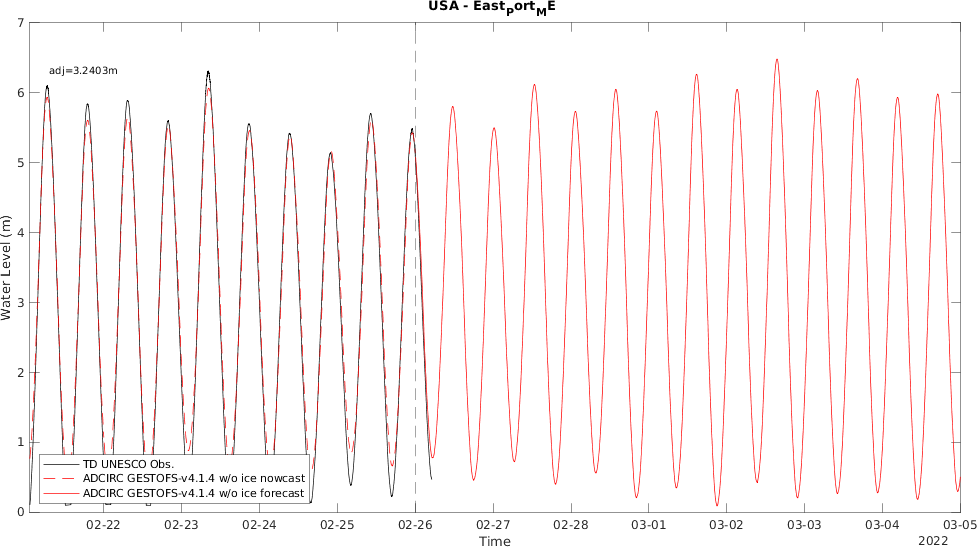 USA - EastPortME
adj=3.2403m
7
6
5
4
3
2
1
0
Water Level (m)
TD UNESCO Obs.
ADCIRC GESTOFS-v4.1.4 w/o ice nowcast
ADCIRC GESTOFS-v4.1.4 w/o ice forecast
02-22 02-23 02-24 02-25 02-26 02-27 02-28 03-01 03-02 03-03 03-04 03-05
Time
2022